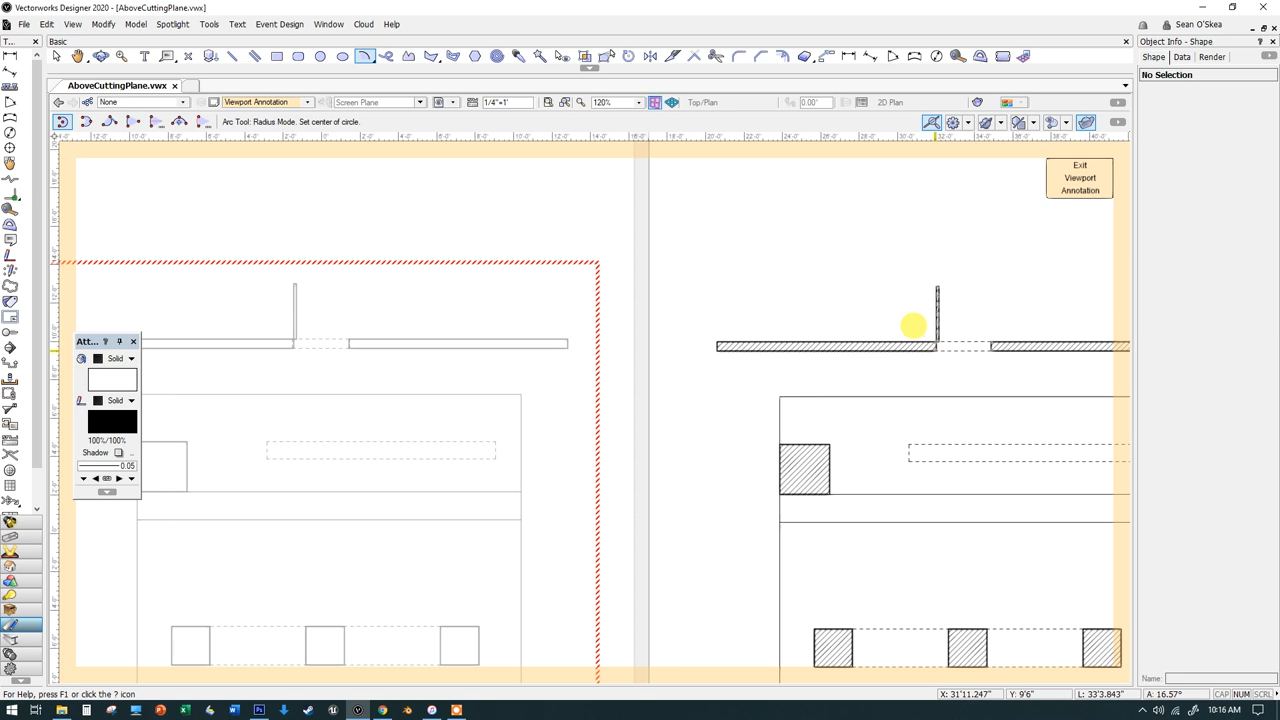 Vectorworks Designer 2020 - [AboveCuttingPlane.vwx]
File Edit View Modify Model Spotlight Tools Text Event Design Window Cloud Help
Sean O'Skea
T... Basic
Object Info - Shape
Shape Data Render
No Selection
AboveCuttingPlane.vwx
None Viewport Annotation Screen Plane 1/4"=1' 120% Top/Plan 0.00" 2D Plan
Arc Tool: Radius Mode. Set center of circle.
Exit
Viewport
Annotation
Att...
Solid
Solid
100%/100%
Shadow
0.05
Name:
For Help, press F1 or click the ? icon
X: 31'11.247" Y: 9'6" L: 33'3.843" A: 16.57° CAP NUM SCRL
10:16 AM